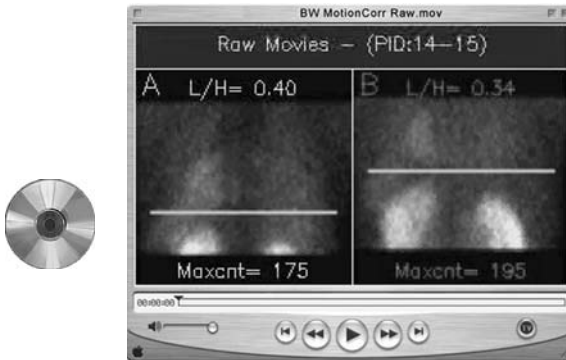 BW MotionCorr Raw.mov
Raw Movies - (PID:14-15)
A L/H= 0.40
B L/H= 0.34
Maxcnt= 175
Maxcnt= 195
00:00:00